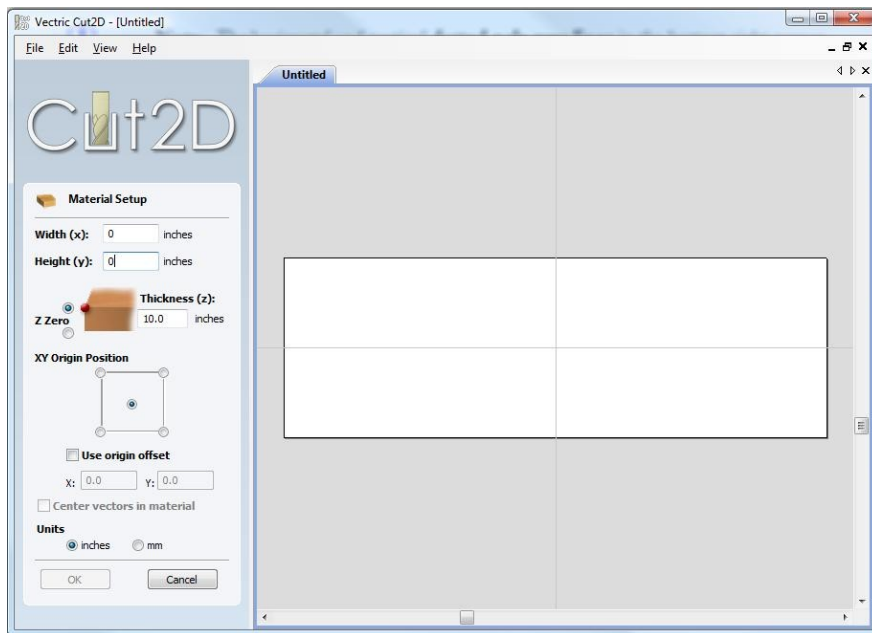 Vectric Cut2D - [Untitled]
File Edit View Help
Untitled
Cut2D
Material Setup
Width (x): 0 inches
Height (y): 0 inches
Thickness (z):
Z Zero 10.0 inches
XY Origin Position
Use origin offset
X: 0.0 Y: 0.0
Center vectors in material
Units
inches mm
OK Cancel